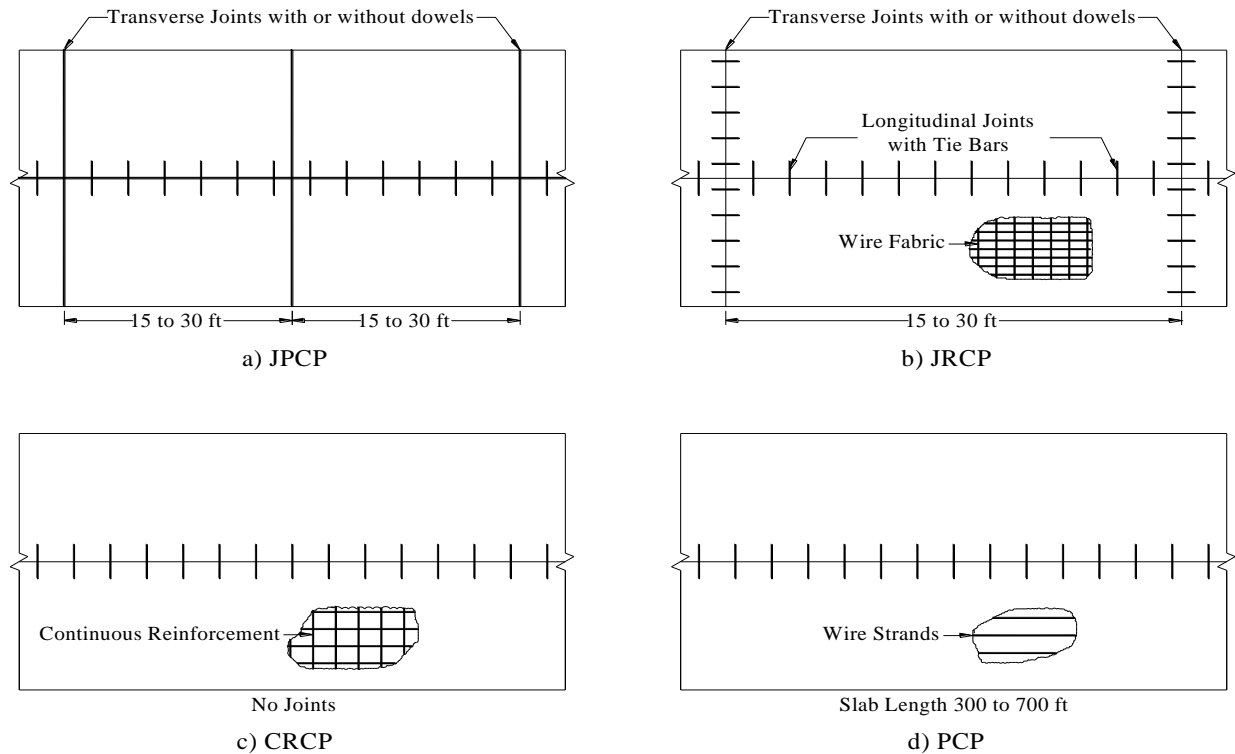 Transverse Joints with or without dowels
15 to 30 ft
15 to 30 ft
a) JPCP
Transverse Joints with or without dowels
Longitudinal Joints
with Tie Bars
Wire Fabric
15 to 30 ft
b) JRCP
Continuous Reinforcement
No Joints
c) CRCP
Wire Strands
Slab Length 300 to 700 ft
d) PCP